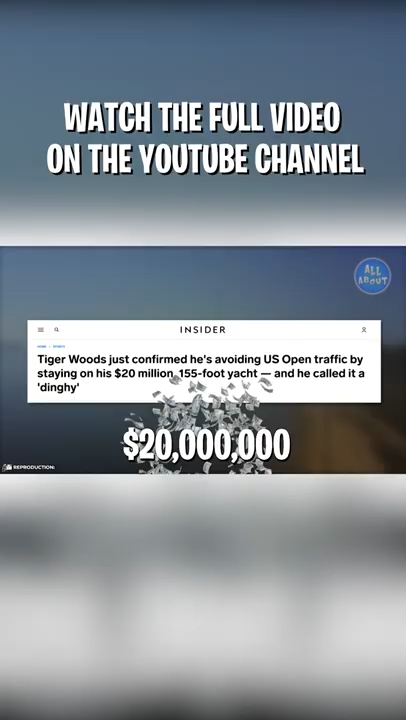 WATCH THE FULL VIDEO
ON THE YOUTUBE CHANNEL
ALL
ABOUT
INSIDER
HOME > SPORTS
Tiger Woods just confirmed he's avoiding US Open traffic by
staying on his $20 million, 155-foot yacht — and he called it a
'dinghy'
$20,000,000
REPRODUCTION: